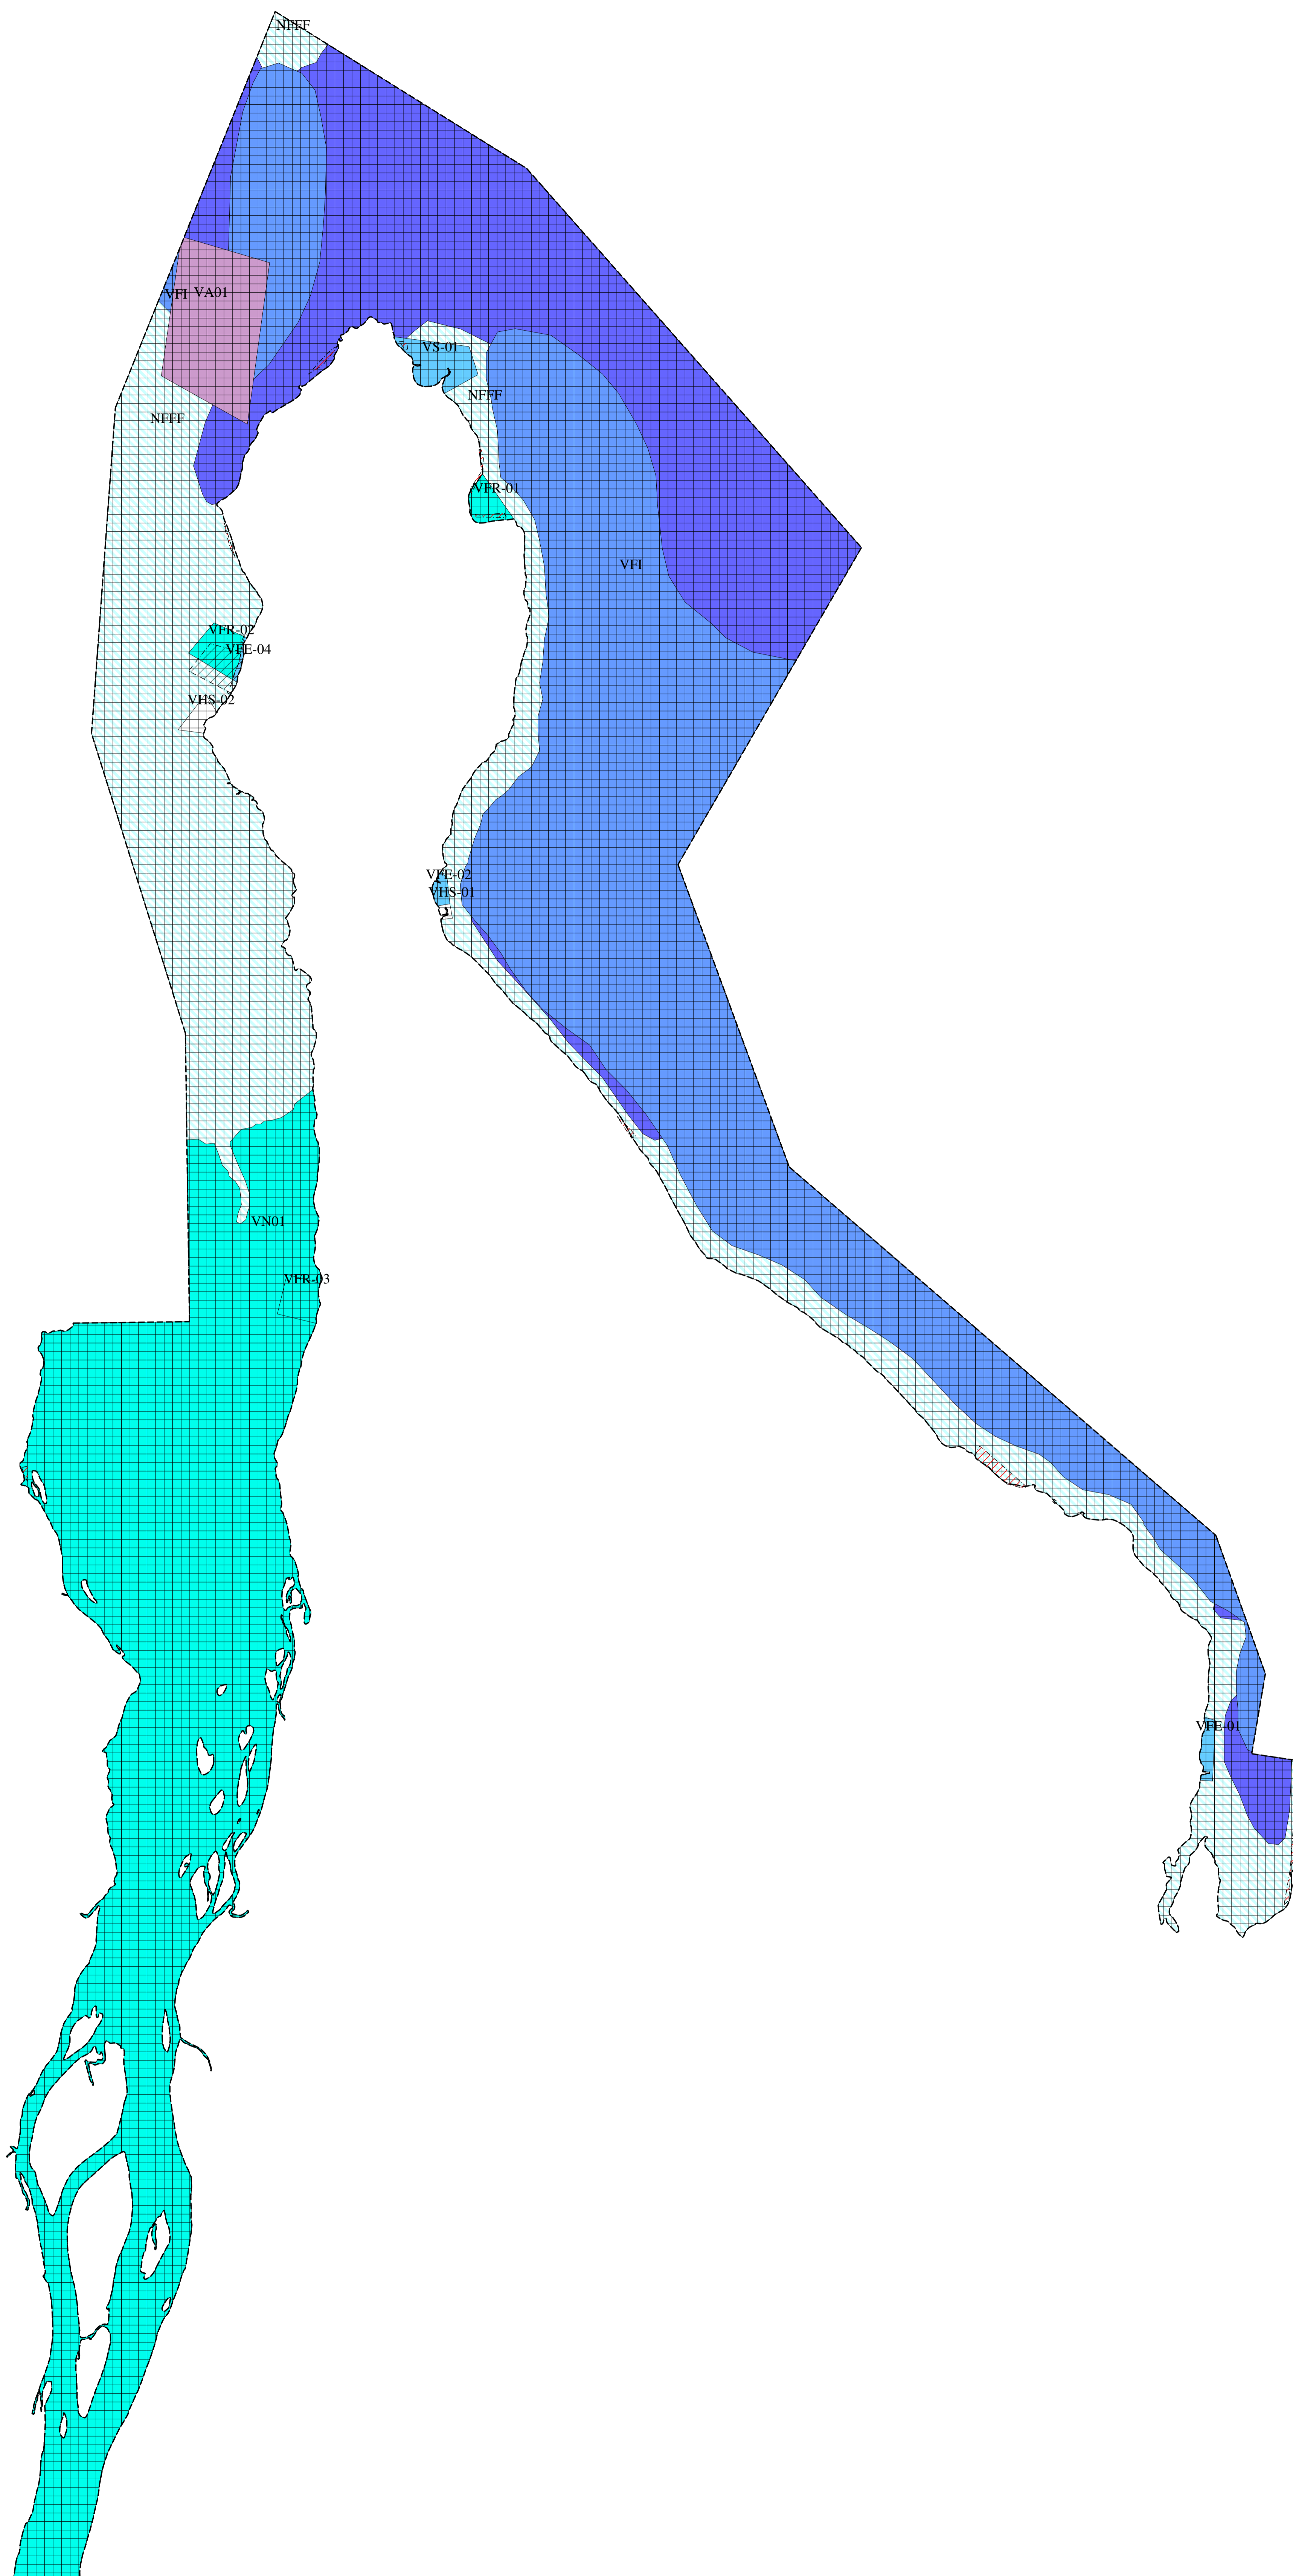 NFFF
VFI
VA01
VS-01
NFFF
NFFF
VFR-01
VFI
VFR-02
VFE-04
VHS-02
VFE-02
VHS-01
VN01
VFR-03
VFE-01